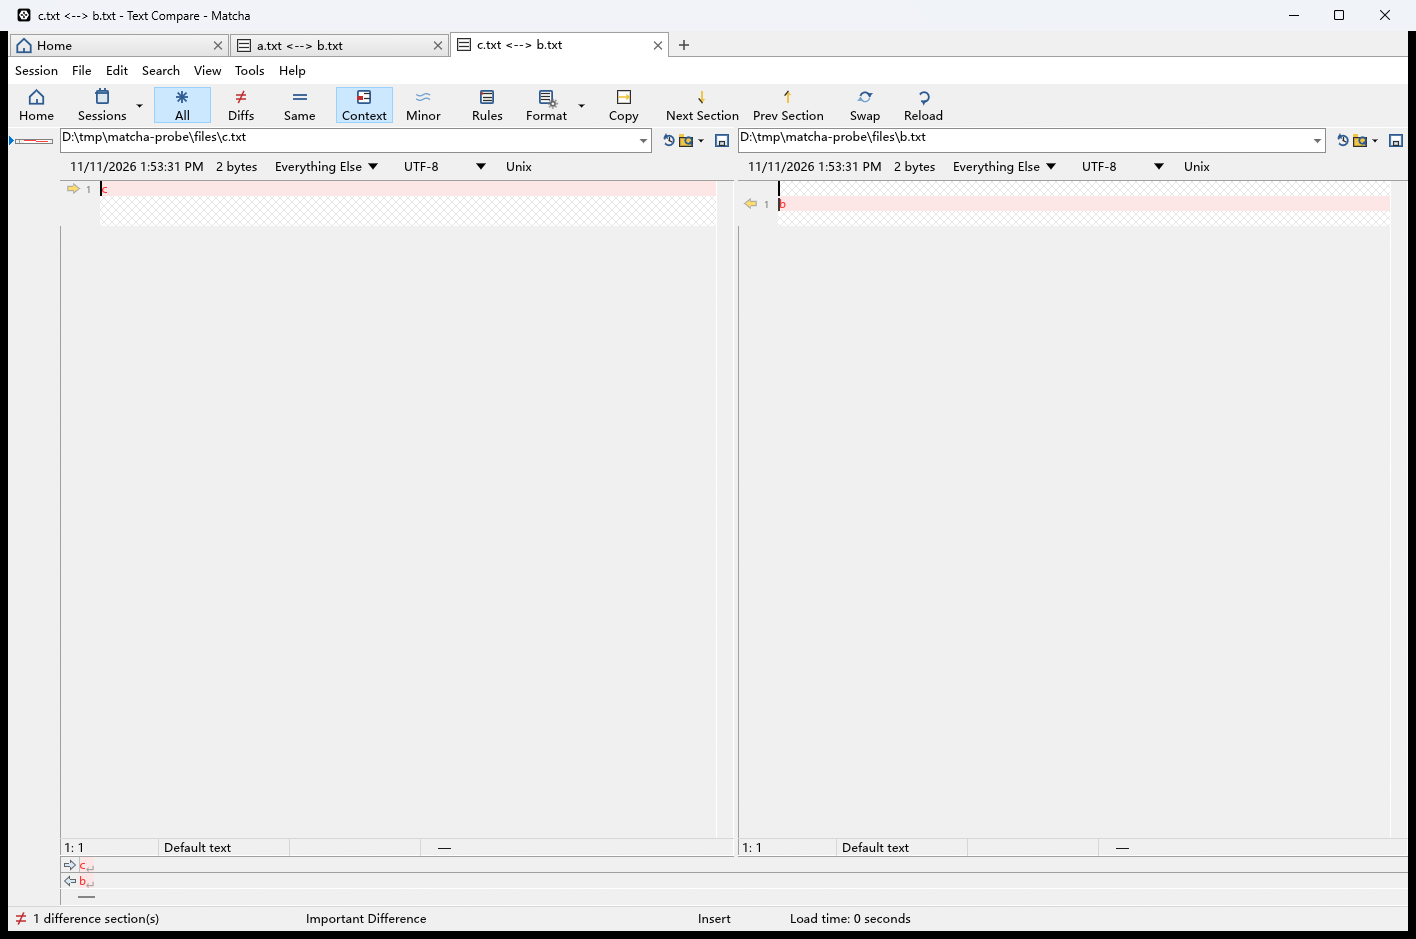 c.txt <--> b.txt - Text Compare - Matcha
Home
a.txt <--> b.txt
c.txt <--> b.txt
Session File Edit Search View Tools Help
Home Sessions All Diffs Same Context Minor Rules Format Copy Next Section Prev Section Swap Reload
D:\tmp\matcha-probe\files\c.txt
D:\tmp\matcha-probe\files\b.txt
11/11/2026 1:53:31 PM 2 bytes Everything Else UTF-8 Unix
11/11/2026 1:53:31 PM 2 bytes Everything Else UTF-8 Unix
1 c
1 b
1: 1 Default text
1: 1 Default text
c
b
1 difference section(s) Important Difference Insert Load time: 0 seconds